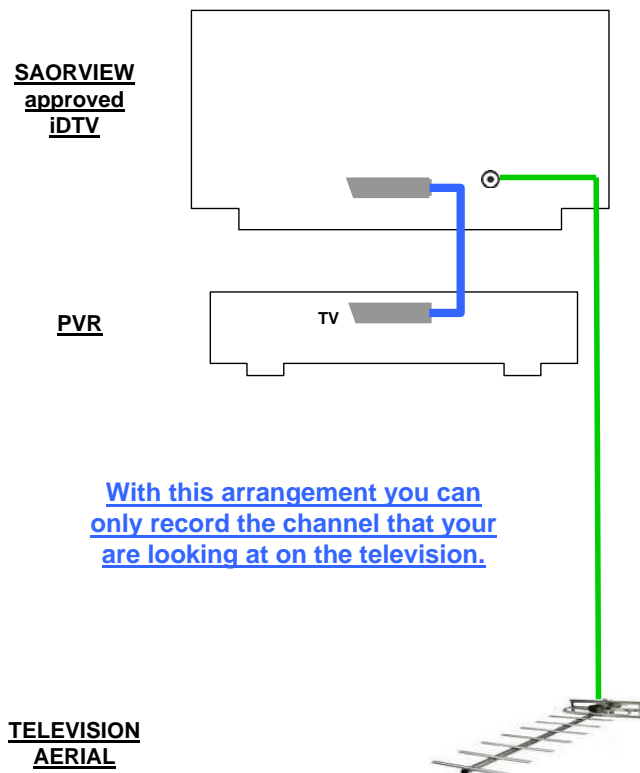 SAORVIEW
approved
iDTV
PVR
TV
With this arrangement you can
only record the channel that your
are looking at on the television.
TELEVISION
AERIAL